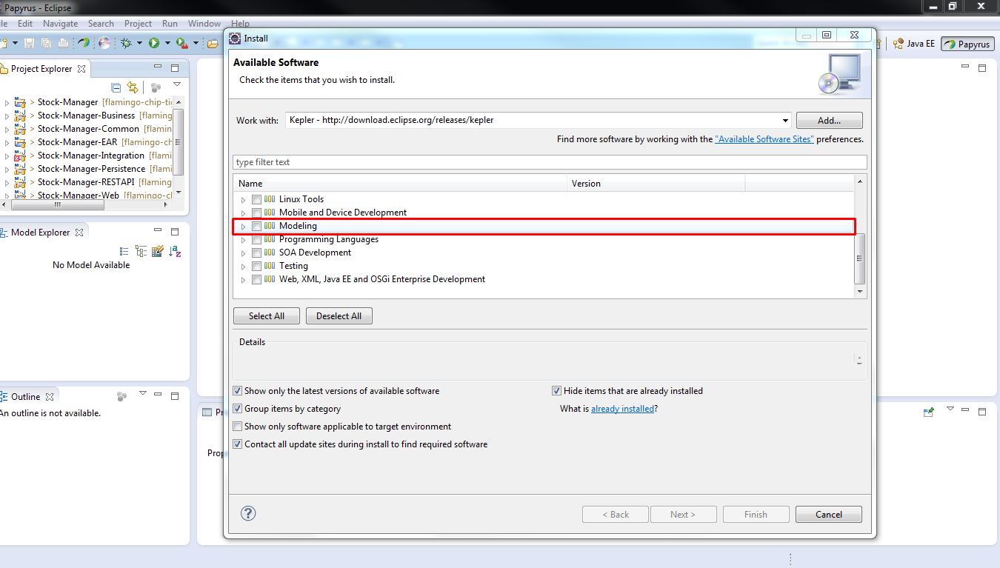 Papyrus - Eclipse
Edit Navigate Search Project Run Window Help
Install
Java EE Papyrus
Project Explorer
> Stock-Manager [flamingo-chip-ti
> Stock-Manager-Business [flaming
> Stock-Manager-Common [flamin
> Stock-Manager-EAR [flamingo-ch
> Stock-Manager-Integration [flami
> Stock-Manager-Persistence [flami
> Stock-Manager-RESTAPI [flaming
> Stock-Manager-Web [flamingo-cl
Model Explorer
No Model Available
Outline
An outline is not available.
Available Software
Check the items that you wish to install.
Work with: Kepler - http://download.eclipse.org/releases/kepler Add...
Find more software by working with the "Available Software Sites" preferences.
type filter text
Name Version
Linux Tools
Mobile and Device Development
Modeling
Programming Languages
SOA Development
Testing
Web, XML, Java EE and OSGi Enterprise Development
Select All Deselect All
Details
Show only the latest versions of available software
Hide items that are already installed
Group items by category
What is already installed?
Show only software applicable to target environment
Contact all update sites during install to find required software
Pr
Prop
< Back Next > Finish Cancel